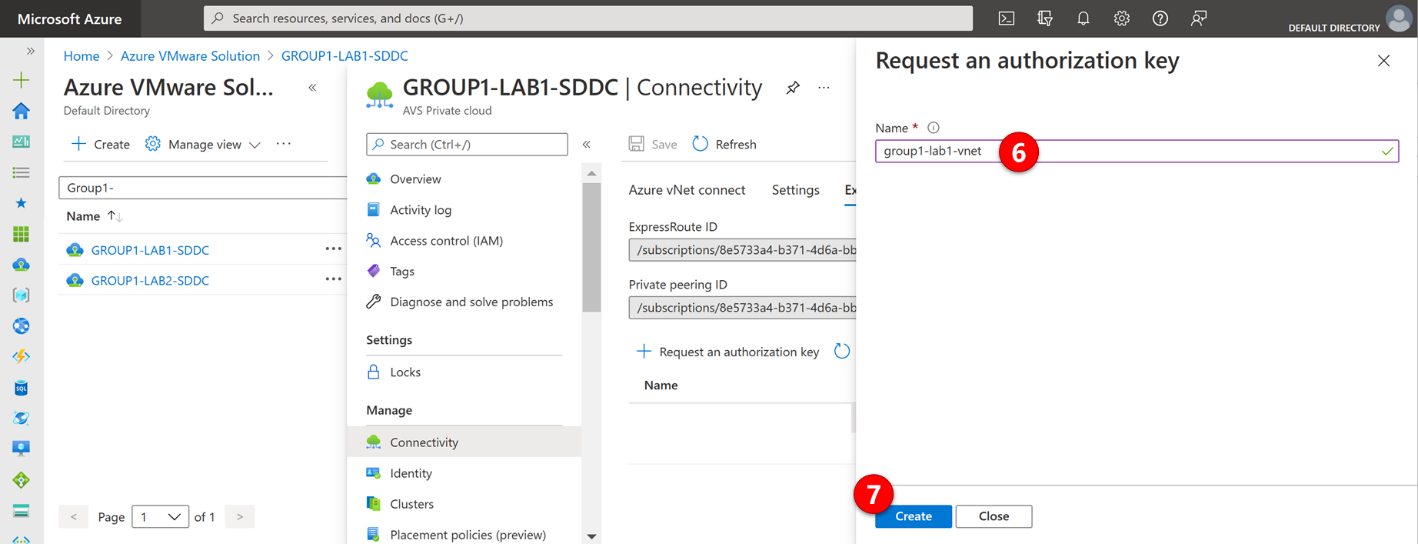 Microsoft Azure
Search resources, services, and docs (G+/)
DEFAULT DIRECTORY
Home > Azure VMware Solution > GROUP1-LAB1-SDDC
Azure VMware Sol...
Default Directory
Create
Manage view
Group1-
Name
GROUP1-LAB1-SDDC
GROUP1-LAB2-SDDC
< Page 1 of 1 >
GROUP1-LAB1-SDDC | Connectivity
AVS Private cloud
Search (Ctrl+/)
Overview
Activity log
Access control (IAM)
Tags
Diagnose and solve problems
Settings
Locks
Manage
Connectivity
Identity
Clusters
Placement policies (preview)
Save
Refresh
Azure vNet connect
Settings
Ex
ExpressRoute ID
/subscriptions/8e5733a4-b371-4d6a-bb
Private peering ID
/subscriptions/8e5733a4-b371-4d6a-bb
Request an authorization key
Name
Request an authorization key
Name *
group1-lab1-vnet
6
7
Create
Close